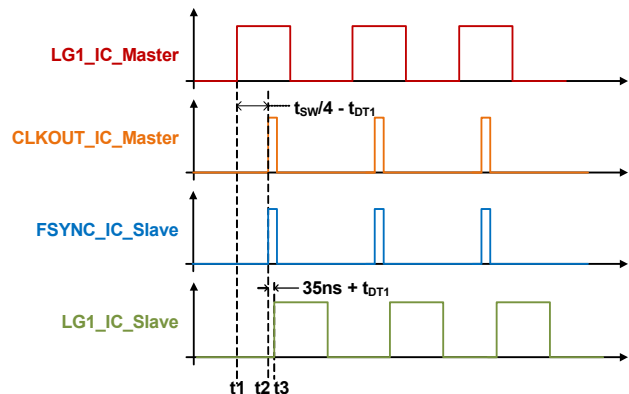 LG1_IC_Master
tSW/4 - tDT1
CLKOUT_IC_Master
FSYNC_IC_Slave
35ns + tDT1
LG1_IC_Slave
t1 t2 t3